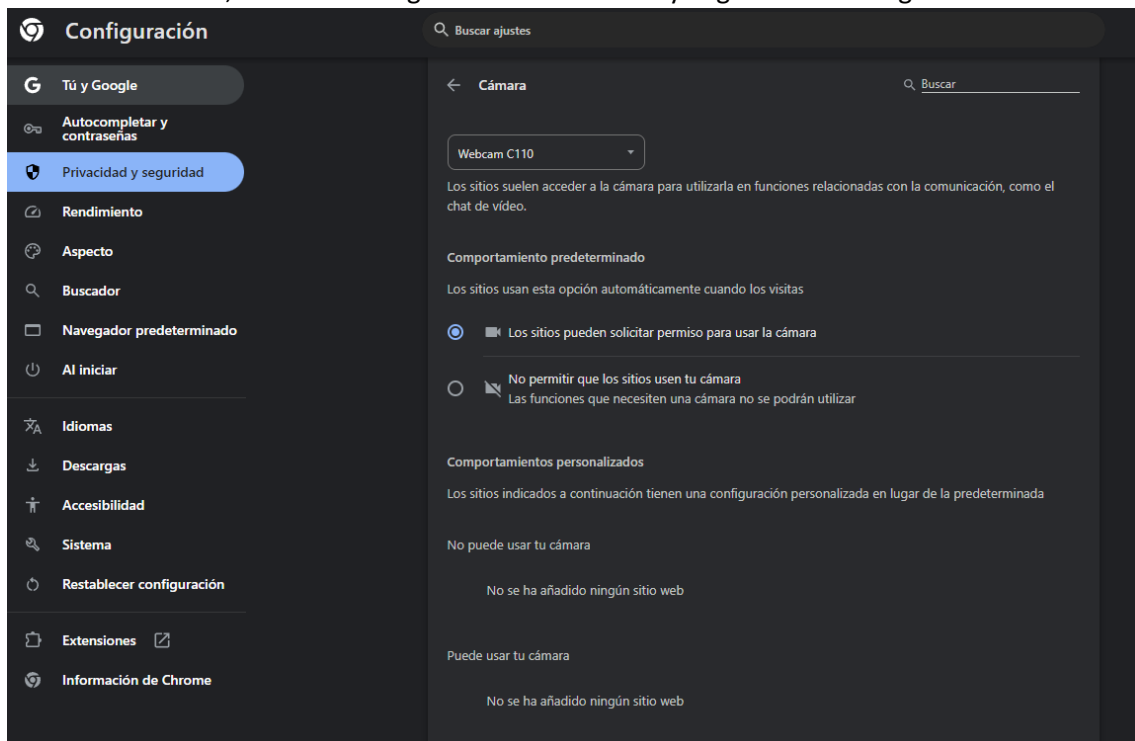 Configuración
Buscar ajustes
Tú y Google
Autocompletar y
contraseñas
Privacidad y seguridad
Rendimiento
Aspecto
Buscador
Navegador predeterminado
Al iniciar
Idiomas
Descargas
Accesibilidad
Sistema
Restablecer configuración
Extensiones
Información de Chrome
Cámara
Buscar
Webcam C110
Los sitios suelen acceder a la cámara para utilizarla en funciones relacionadas con la comunicación, como el
chat de vídeo.
Comportamiento predeterminado
Los sitios usan esta opción automáticamente cuando los visitas
Los sitios pueden solicitar permiso para usar la cámara
No permitir que los sitios usen tu cámara
Las funciones que necesiten una cámara no se podrán utilizar
Comportamientos personalizados
Los sitios indicados a continuación tienen una configuración personalizada en lugar de la predeterminada
No puede usar tu cámara
No se ha añadido ningún sitio web
Puede usar tu cámara
No se ha añadido ningún sitio web